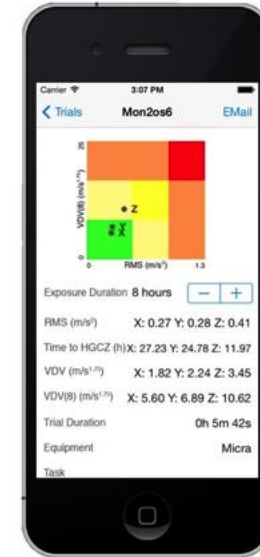 Carrier 3:07 PM
Trials Mon2os6 EMail
25
VDV(8) (m/s¹·⁷⁵)
Z
Y
X
0
0 RMS (m/s²) 1.3
Exposure Duration 8 hours − +
RMS (m/s²) X: 0.27 Y: 0.28 Z: 0.41
Time to HGCZ (h) X: 27.23 Y: 24.78 Z: 11.97
VDV (m/s¹·⁷⁵) X: 1.82 Y: 2.24 Z: 3.45
VDV(8) (m/s¹·⁷⁵) X: 5.60 Y: 6.89 Z: 10.62
Trial Duration 0h 5m 42s
Equipment Micra
Task